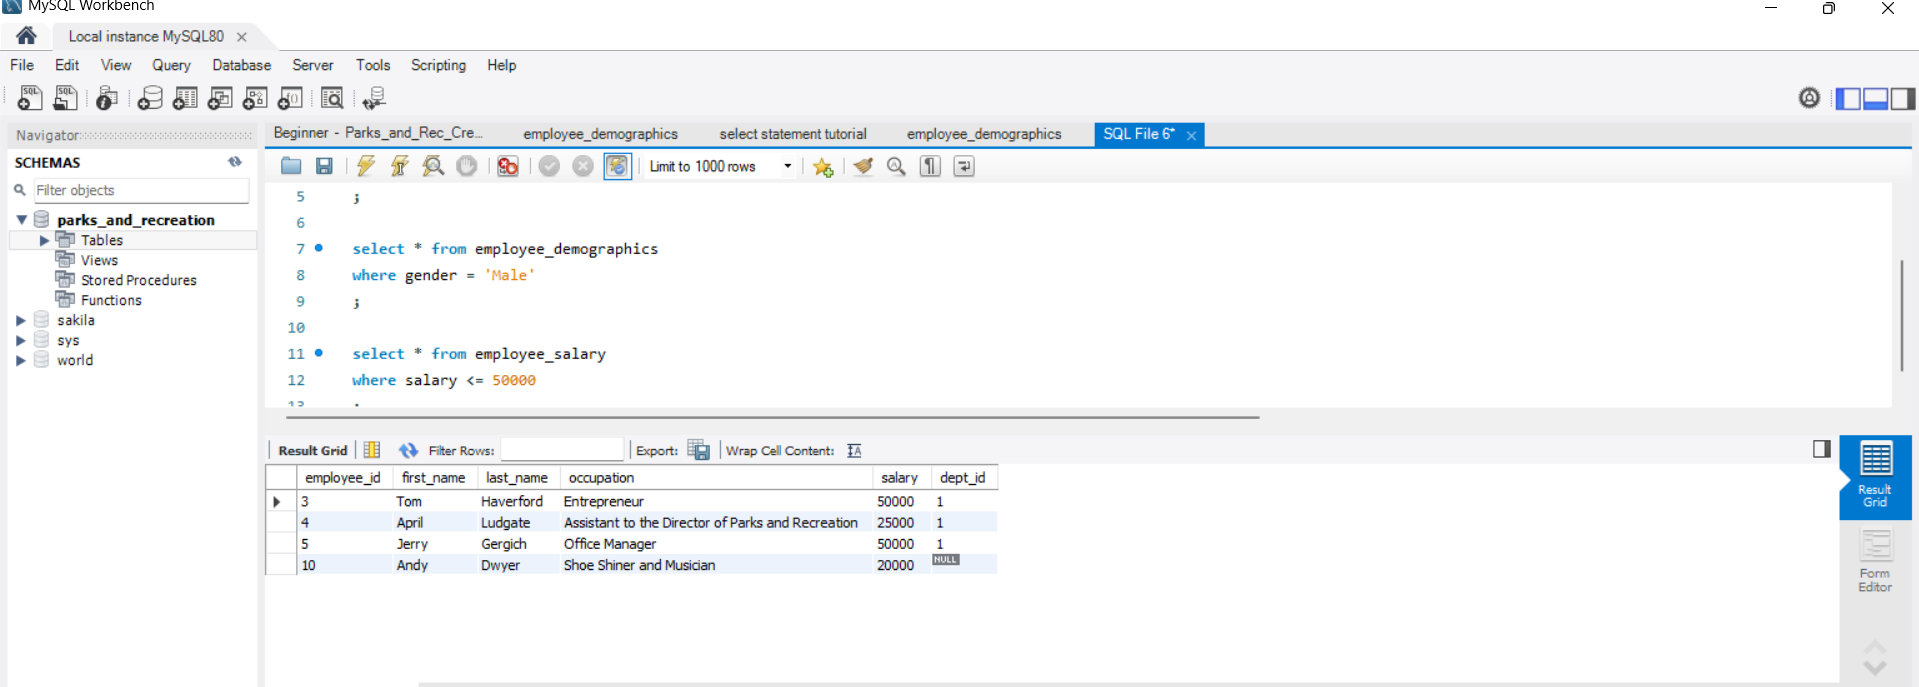 MySQL Workbench
Local instance MySQL80
File Edit View Query Database Server Tools Scripting Help
Navigator
SCHEMAS
Filter objects
parks_and_recreation
Tables
Views
Stored Procedures
Functions
sakila
sys
world
Beginner - Parks_and_Rec_Cre... employee_demographics select statement tutorial employee_demographics SQL File 6*
Limit to 1000 rows
5 ;
6
7 select * from employee_demographics
8 where gender = 'Male'
9 ;
10
11 select * from employee_salary
12 where salary <= 50000
13 ;
Result Grid Filter Rows: Export: Wrap Cell Content:
employee_id first_name last_name occupation salary dept_id
3 Tom Haverford Entrepreneur 50000 1
4 April Ludgate Assistant to the Director of Parks and Recreation 25000 1
5 Jerry Gergich Office Manager 50000 1
10 Andy Dwyer Shoe Shiner and Musician 20000 NULL
Result
Grid
Form
Editor